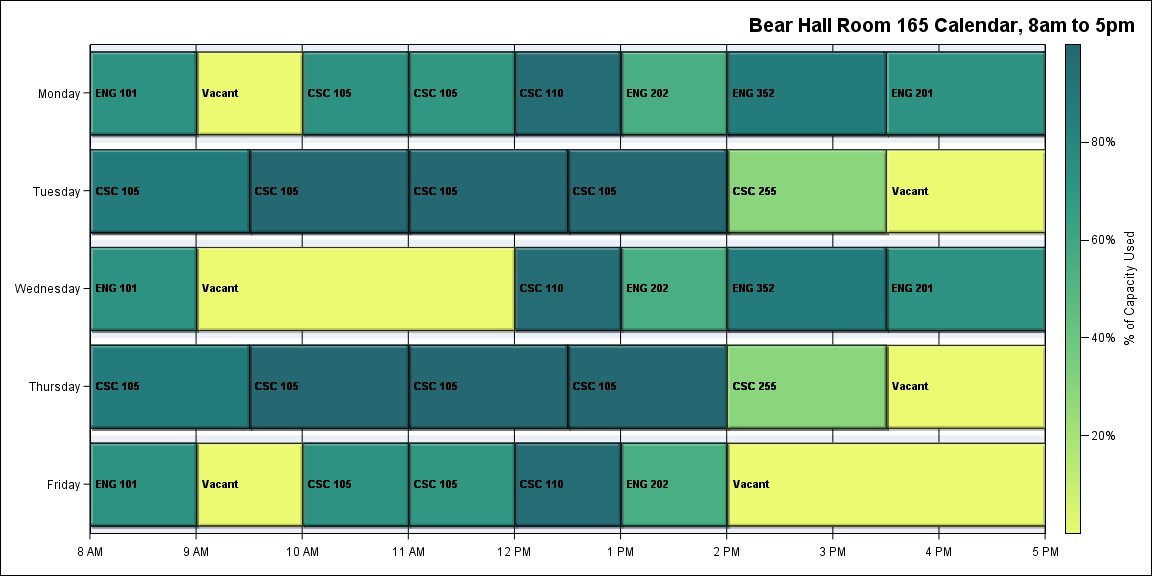 Bear Hall Room 165 Calendar, 8am to 5pm
Monday
ENG 101
Vacant
CSC 105
CSC 105
CSC 110
ENG 202
ENG 352
ENG 201
Tuesday
CSC 105
CSC 105
CSC 105
CSC 105
CSC 255
Vacant
Wednesday
ENG 101
Vacant
CSC 110
ENG 202
ENG 352
ENG 201
Thursday
CSC 105
CSC 105
CSC 105
CSC 105
CSC 255
Vacant
Friday
ENG 101
Vacant
CSC 105
CSC 105
CSC 110
ENG 202
Vacant
8 AM
9 AM
10 AM
11 AM
12 PM
1 PM
2 PM
3 PM
4 PM
5 PM
80%
60%
40%
20%
% of Capacity Used